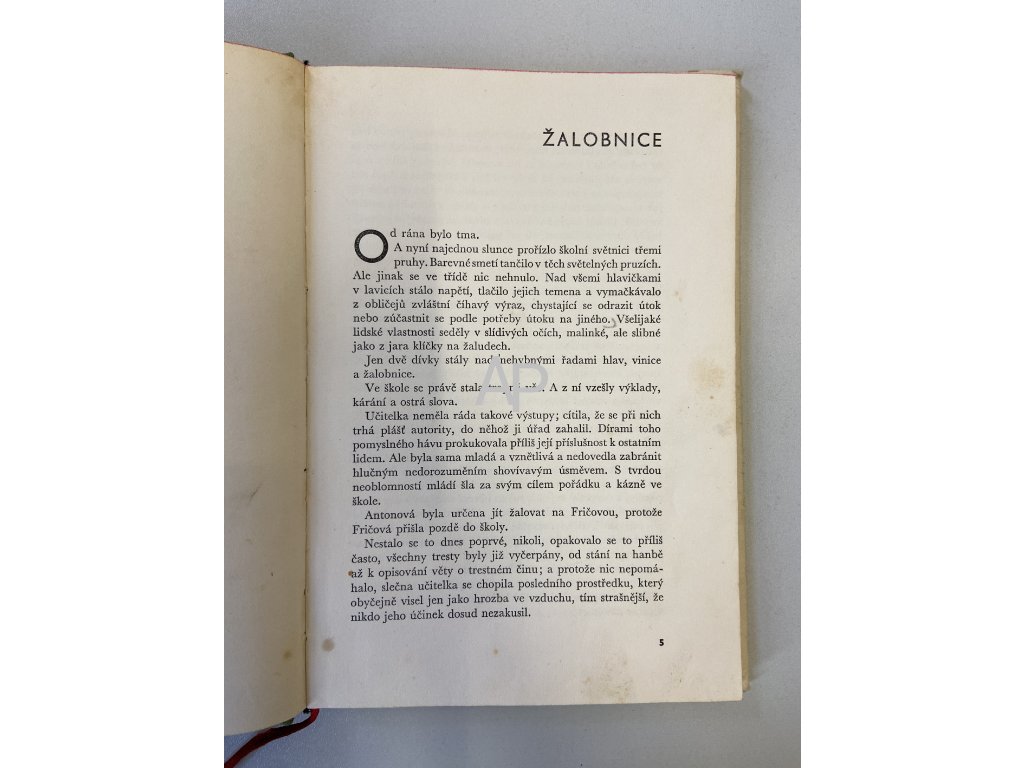 ŽALOBNICE
Od rána bylo tma.
A nyní najednou slunce prořízlo školní světnici třemi
pruhy. Barevné smetí tančilo v těch světelných pruzích.
Ale jinak se ve třídě nic nehnulo. Nad všemi hlavičkami
v lavicích stálo napětí, tlačilo jejich temena a vymačkávalo
z obličejů zvláštní číhavý výraz, chystající se odrazit útok
nebo zúčastnit se podle potřeby útoku na jiného. Všelijaké
lidské vlastnosti seděly v slídivých očích, malinké, ale slibné
jako z jara klíčky na žaludech.
Jen dvě dívky stály nad nehybnými řadami hlav, vinice
a žalobnice.
Ve škole se právě stala A z ní vzešly výklady,
kárání a ostrá slova.
Učitelka neměla ráda takové výstupy; cítila, že se při nich
trhá plášť autority, do něhož ji úřad zahalil. Dírami toho
pomyslného hávu prokukovala příliš její příslušnost k ostatním
lidem. Ale byla sama mladá a vznětlivá a nedovedla zabránit
hlučným nedorozuměním shovívavým úsměvem. S tvrdou
neoblomností mládí šla za svým cílem pořádku a kázně ve
škole.
Antonová byla určena jít žalovat na Fričovou, protože
Fričová přišla pozdě do školy.
Nestalo se to dnes poprvé, nikoli, opakovalo se to příliš
často, všechny tresty byly již vyčerpány, od stání na hanbě
až k opisování věty o trestném činu; a protože nic nepomá-
halo, slečna učitelka se chopila posledního prostředku, který
obyčejně visel jen jako hrozba ve vzduchu, tím strašnější, že
nikdo jeho účinek dosud nezakusil.
5
AP